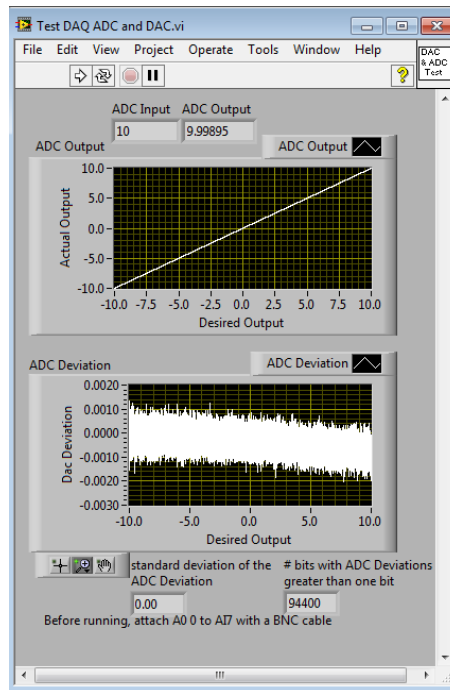 Test DAQ ADC and DAC.vi
File Edit View Project Operate Tools Window Help
DAC
& ADC
Test
ADC Input ADC Output
10 9.99895
ADC Output ADC Output
10.0
5.0
0.0
-5.0
-10.0
Actual Output
-10.0 -7.5 -5.0 -2.5 0.0 2.5 5.0 7.5 10.0
Desired Output
ADC Deviation ADC Deviation
0.0020
0.0010
0.0000
-0.0010
-0.0020
-0.0030
Dac Deviation
-10.0 -5.0 0.0 5.0 10.0
Desired Output
standard deviation of the
ADC Deviation
0.00
# bits with ADC Deviations
greater than one bit
94400
Before running, attach A0 0 to AI7 with a BNC cable